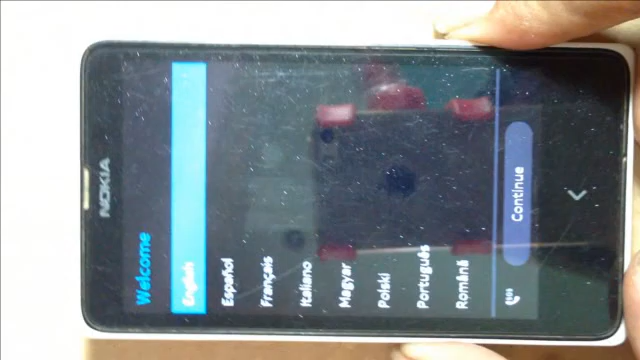 NOKIA
Welcome
English
Español
Français
Italiano
Magyar
Polski
Português
Română
Continue